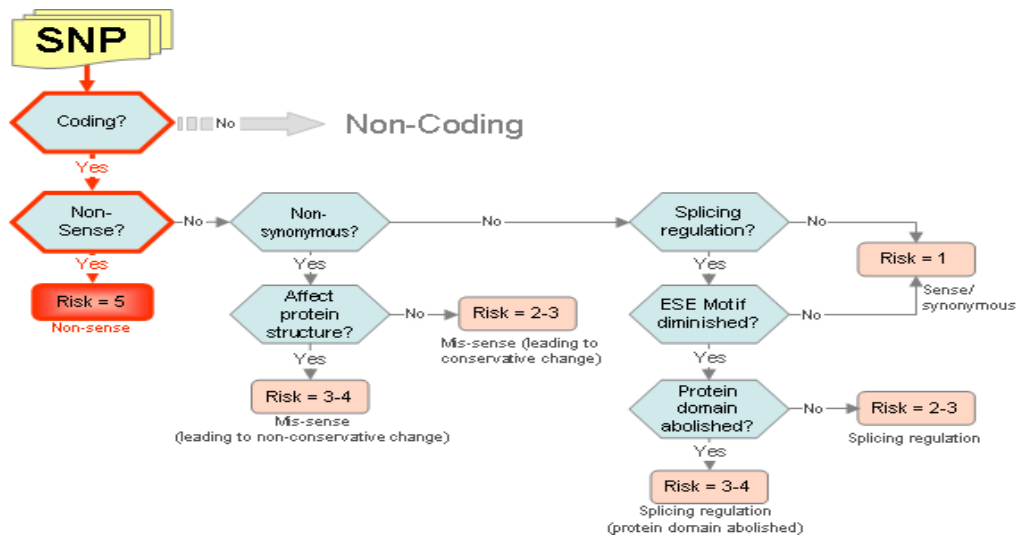 SNP
Coding?
No
Non-Coding
Yes
Non-
Sense?
No
Non-
synonymous?
No
Splicing
regulation?
No
Yes
Risk = 5
Non-sense
Yes
Affect
protein
structure?
No
Risk = 2-3
Mis-sense (leading to
conservative change)
Yes
Risk = 3-4
Mis-sense
(leading to non-conservative change)
Yes
ESE Motif
diminished?
No
Risk = 1
Sense/
synonymous
Yes
Protein
domain
abolished?
No
Risk = 2-3
Splicing regulation
Yes
Risk = 3-4
Splicing regulation
(protein domain abolished)